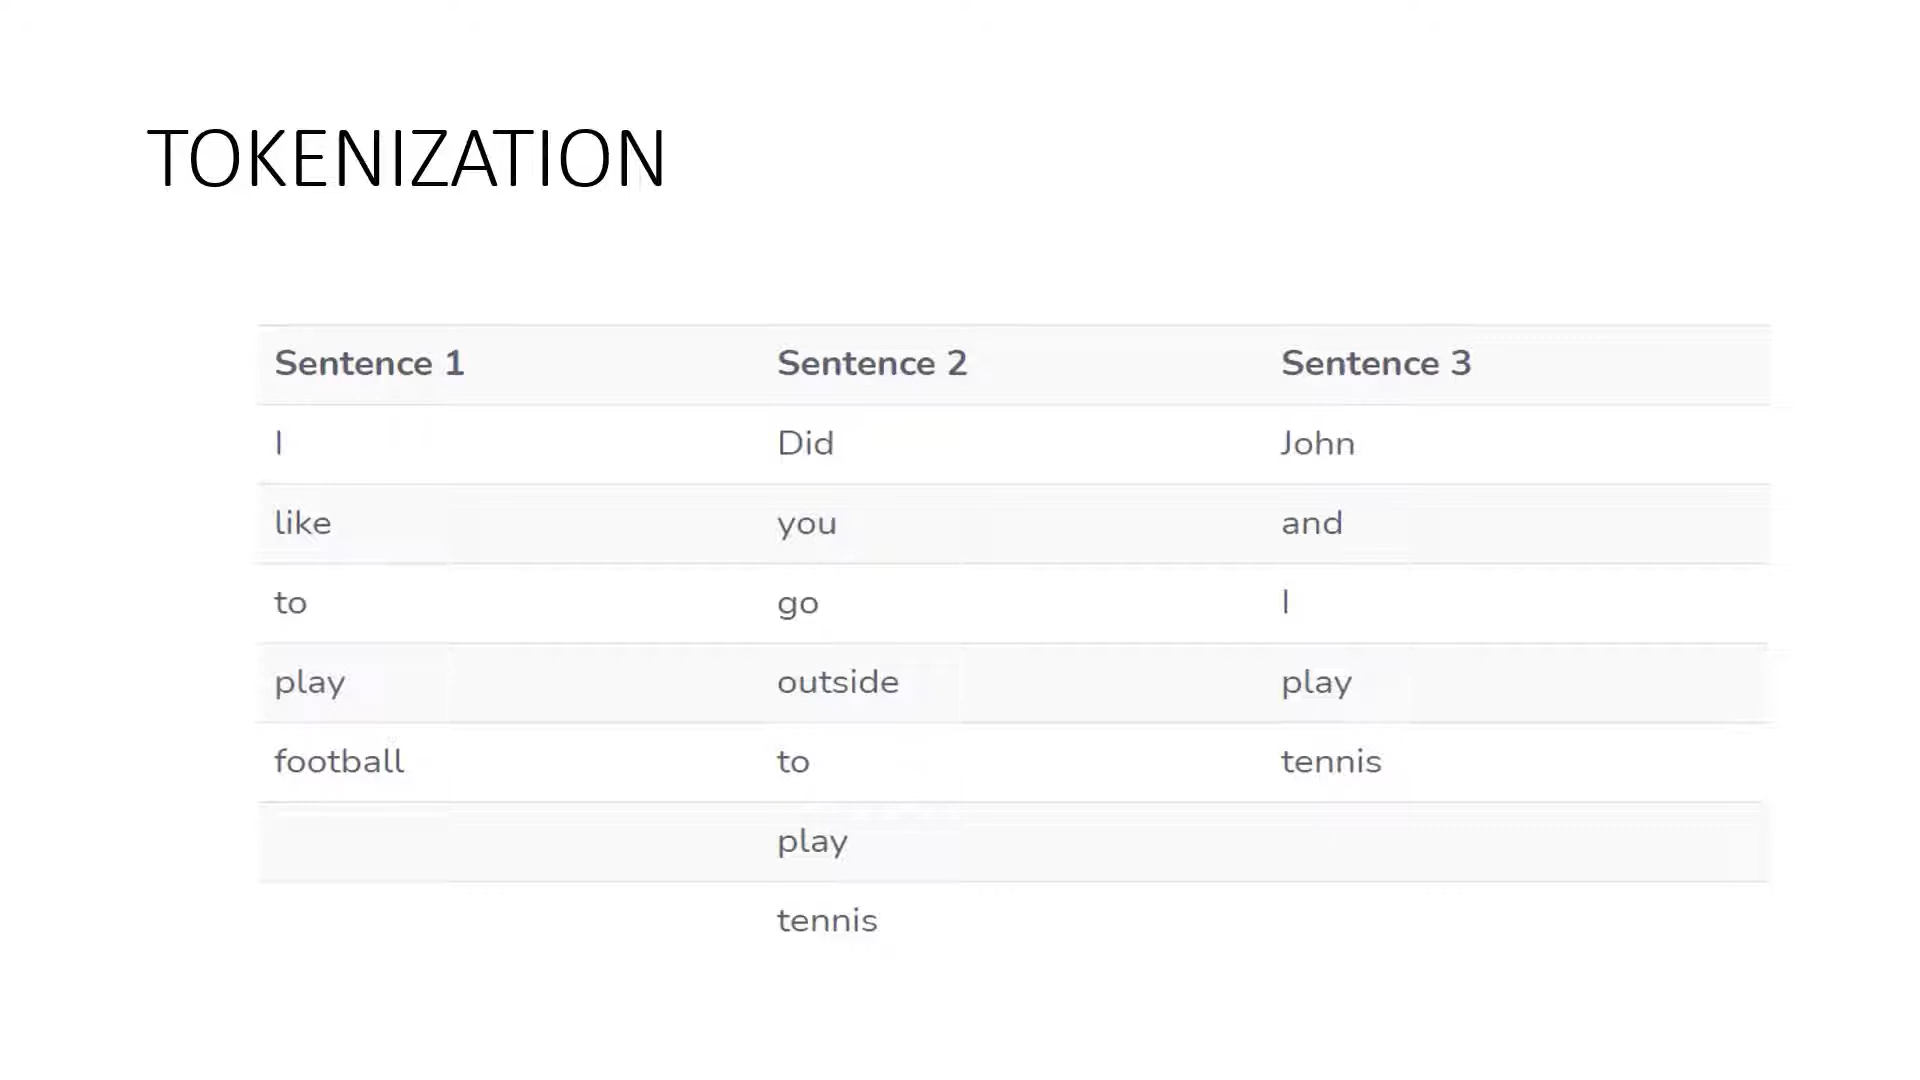 TOKENIZATION
Sentence 1 Sentence 2 Sentence 3
I Did John
like you and
to go I
play outside play
football to tennis
play
tennis